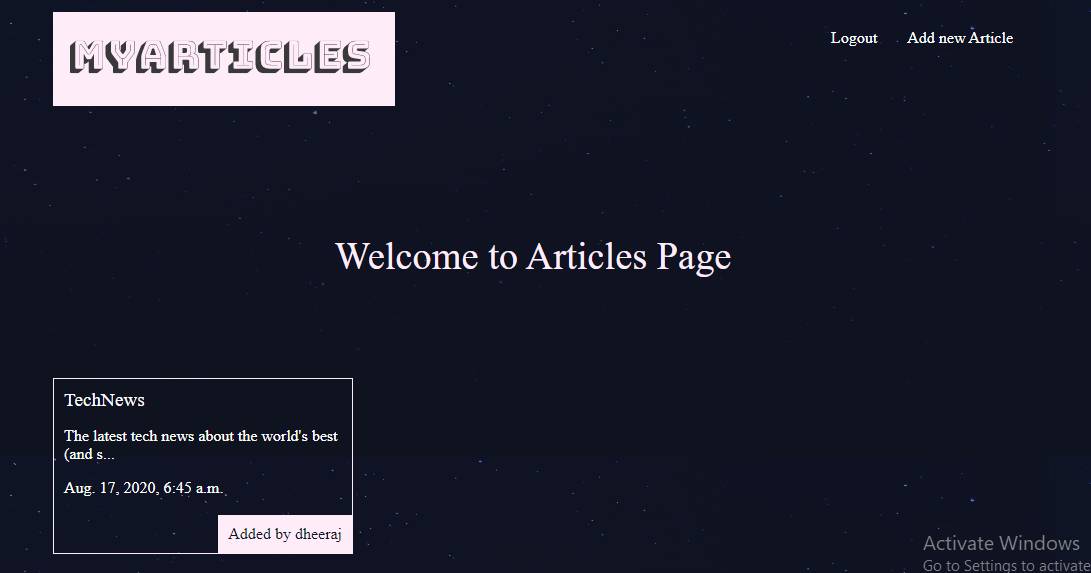 MYARTICLES
Logout
Add new Article
Welcome to Articles Page
TechNews
The latest tech news about the world's best
(and s...
Aug. 17, 2020, 6:45 a.m.
Added by dheeraj
Activate Windows
Go to Settings to activate